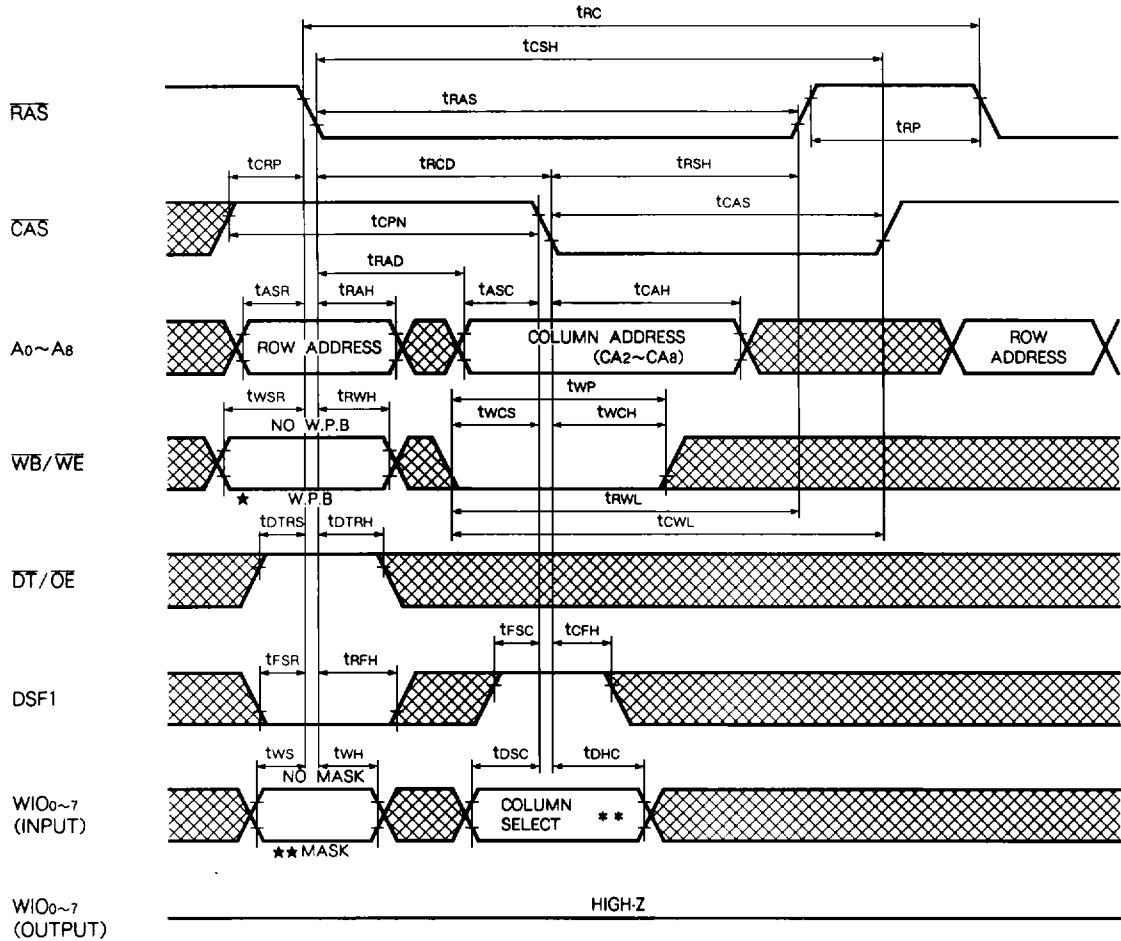 tRC
tCSH
RAS
tRAS
tRP
tCRP
tRCD
tRSH
CAS
tCPN
tCAS
tRAD
tASR
tRAH
tASC
tCAH
A0~A8
ROW ADDRESS
COLUMN ADDRESS
(CA2~CA8)
ROW
ADDRESS
tWP
tWSR
tRWH
tWCS
tWCH
NO W.P.B
WB/WE
★ W.P.B
tRWL
tDTRS
tDTRH
tCWL
DT/OE
tFSC
tCFH
tFSR
tRFH
DSF1
tWS
tWH
tDSC
tDHC
NO MASK
WIO0~7
(INPUT)
COLUMN
SELECT **
★★MASK
WIO0~7
(OUTPUT)
HIGH-Z